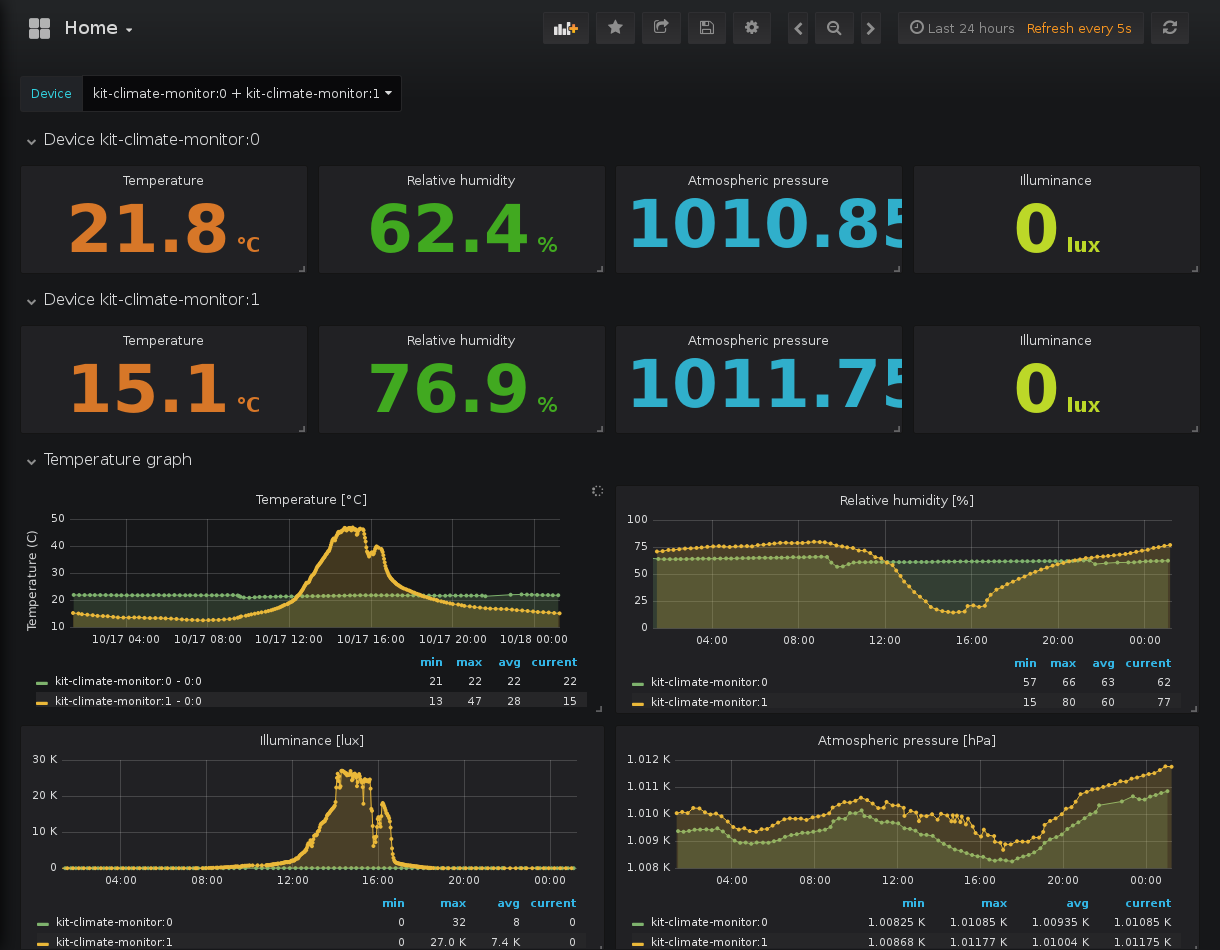 Home
Last 24 hours Refresh every 5s
Device kit-climate-monitor:0 + kit-climate-monitor:1
Device kit-climate-monitor:0
Temperature Relative humidity Atmospheric pressure Illuminance
21.8 °C 62.4 % 1010.85 0 lux
Device kit-climate-monitor:1
Temperature Relative humidity Atmospheric pressure Illuminance
15.1 °C 76.9 % 1011.75 0 lux
Temperature graph
Temperature [°C]
Temperature (C)
50
40
30
20
10
10/17 04:00 10/17 08:00 10/17 12:00 10/17 16:00 10/17 20:00 10/18 00:00
min max avg current
kit-climate-monitor:0 - 0:0 21 22 22 22
kit-climate-monitor:1 - 0:0 13 47 28 15
Relative humidity [%]
100
75
50
25
0
04:00 08:00 12:00 16:00 20:00 00:00
min max avg current
kit-climate-monitor:0 57 66 63 62
kit-climate-monitor:1 15 80 60 77
Illuminance [lux]
30 K
20 K
10 K
0
04:00 08:00 12:00 16:00 20:00 00:00
min max avg current
kit-climate-monitor:0 0 32 8 0
kit-climate-monitor:1 0 27.0 K 7.4 K 0
Atmospheric pressure [hPa]
1.012 K
1.011 K
1.010 K
1.009 K
1.008 K
04:00 08:00 12:00 16:00 20:00 00:00
min max avg current
kit-climate-monitor:0 1.00825 K 1.01085 K 1.00935 K 1.01085 K
kit-climate-monitor:1 1.00868 K 1.01177 K 1.01004 K 1.01175 K